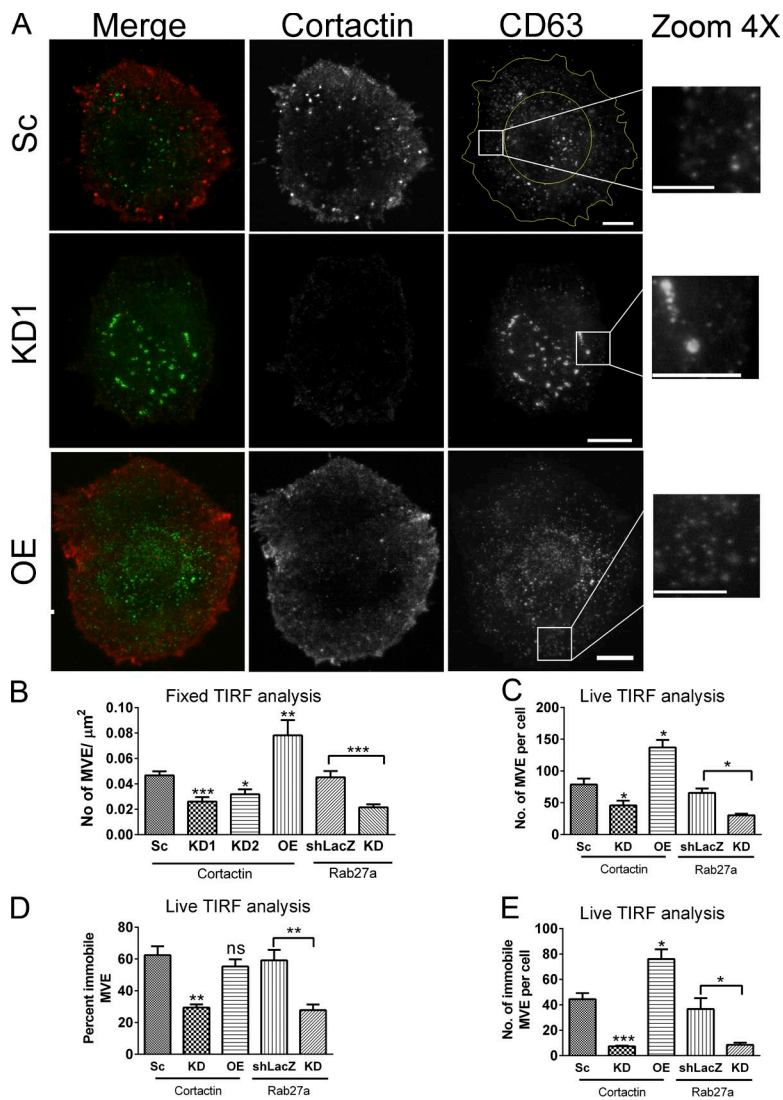 A Merge Cortactin CD63 Zoom 4X
Sc
KD1
OE
B Fixed TIRF analysis
No of MVE/ μm²
0.10
0.08
0.06
0.04
0.02
0.00
*** * ** ***
Sc KD1 KD2 OE shLacZ KD
Cortactin Rab27a
C Live TIRF analysis
No. of MVE per cell
200
150
100
50
0
* * *
Sc KD OE shLacZ KD
Cortactin Rab27a
D Live TIRF analysis
Percent immobile
MVE
80
60
40
20
0
** ns **
Sc KD OE shLacZ KD
Cortactin Rab27a
E Live TIRF analysis
No. of immobile
MVE per cell
100
80
60
40
20
0
*** * *
Sc KD OE shLacZ KD
Cortactin Rab27a